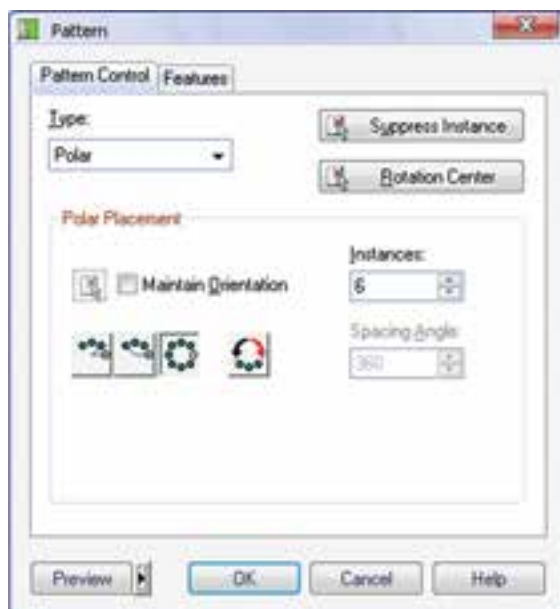 Pattern
Pattern Control Features
Type:
Polar
Suppress Instance
Rotation Center
Polar Placement
Maintain Orientation
Instances:
6
Spacing Angle:
360
Preview OK Cancel Help